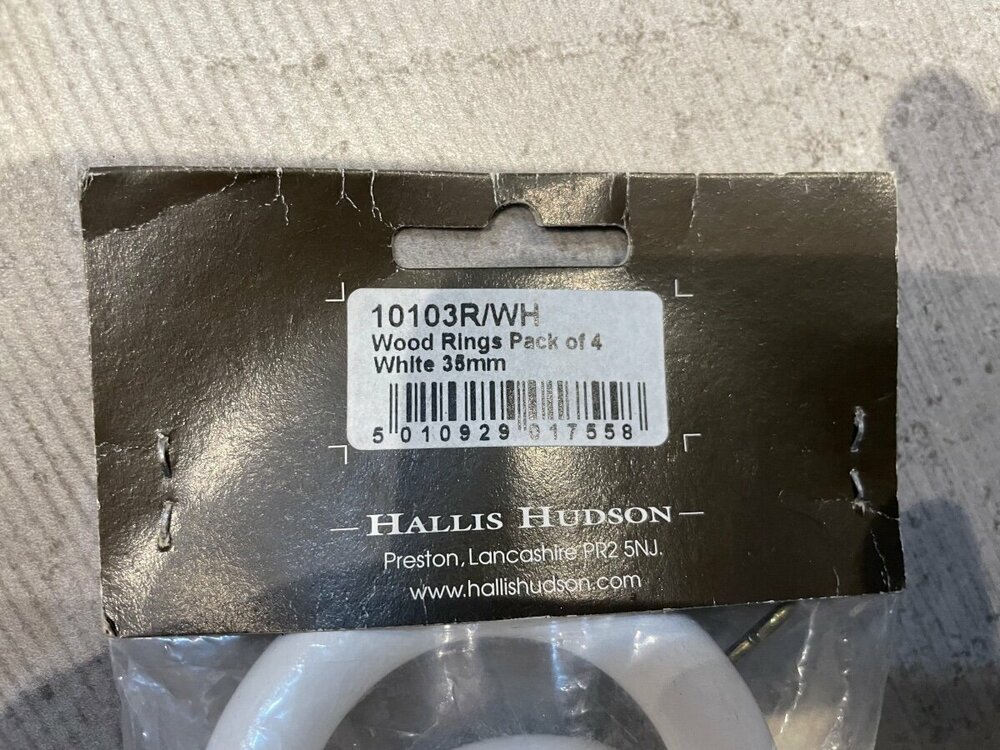 10103R/WH
Wood Rings Pack of 4
White 35mm
5 010929 017558
HALLIS HUDSON
Preston, Lancashire PR2 5NJ.
www.hallishudson.com